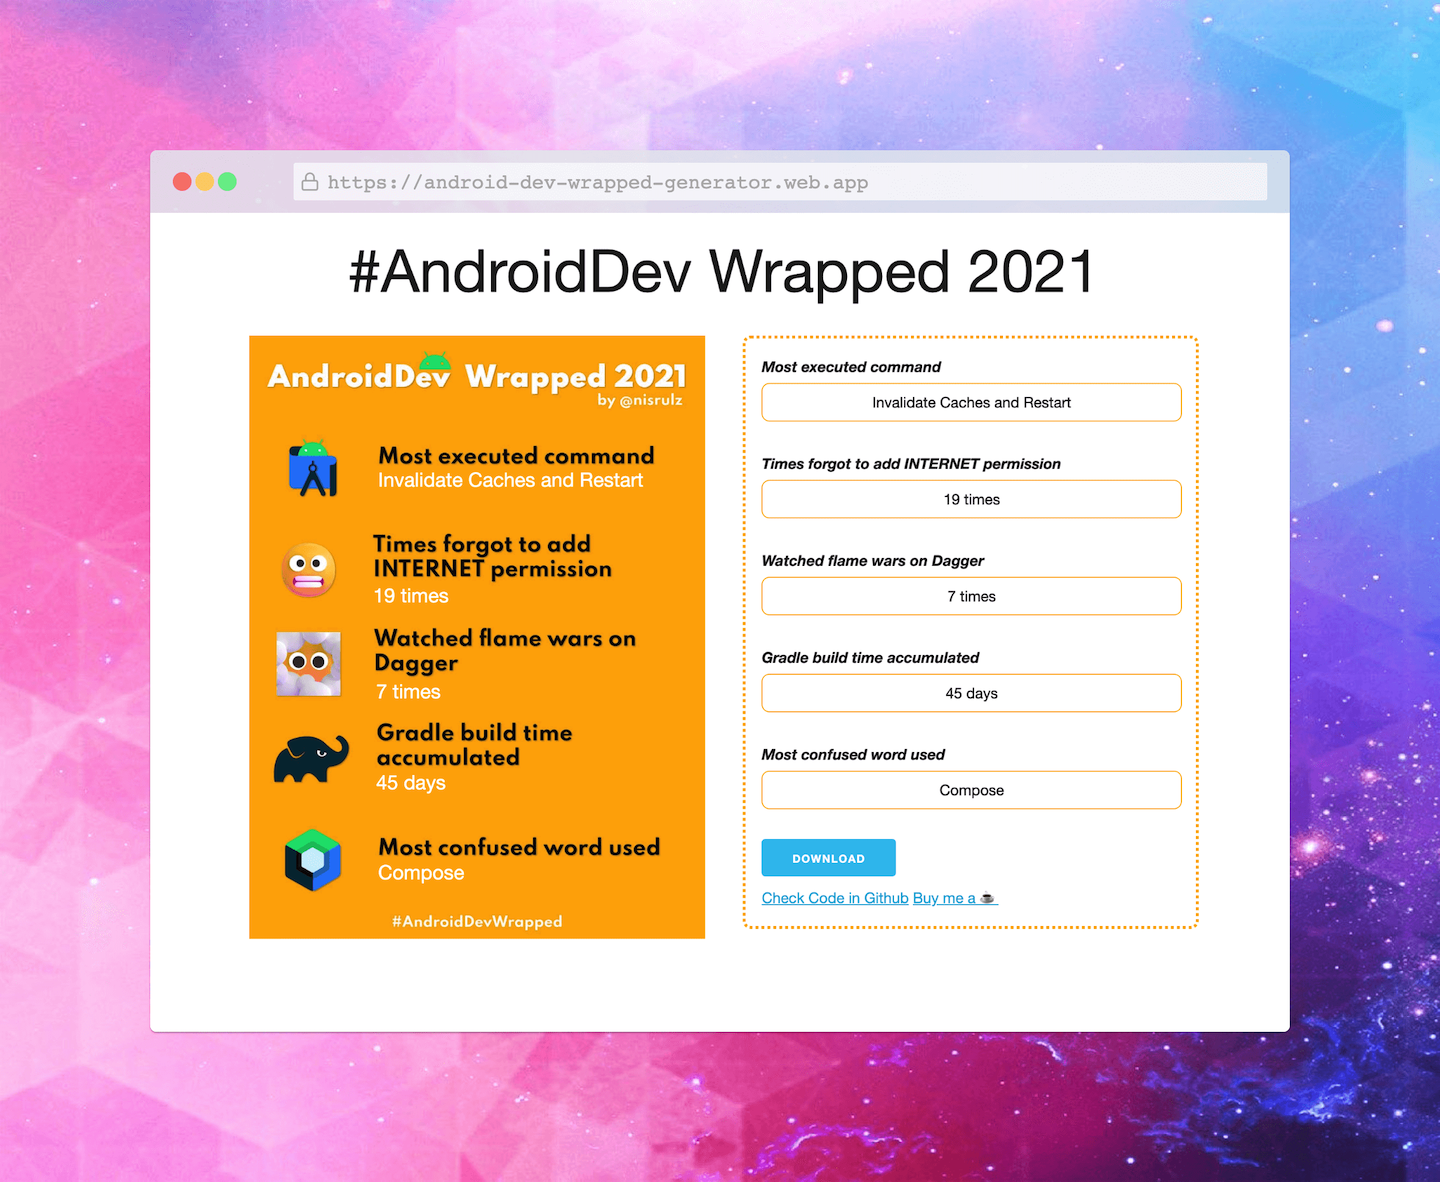 https://android-dev-wrapped-generator.web.app
#AndroidDev Wrapped 2021
AndroidDev Wrapped 2021
by @nisrulz
Most executed command
Invalidate Caches and Restart
Times forgot to add
INTERNET permission
19 times
Watched flame wars on
Dagger
7 times
Gradle build time
accumulated
45 days
Most confused word used
Compose
#AndroidDevWrapped
Most executed command
Invalidate Caches and Restart
Times forgot to add INTERNET permission
19 times
Watched flame wars on Dagger
7 times
Gradle build time accumulated
45 days
Most confused word used
Compose
DOWNLOAD
Check Code in Github Buy me a ☕